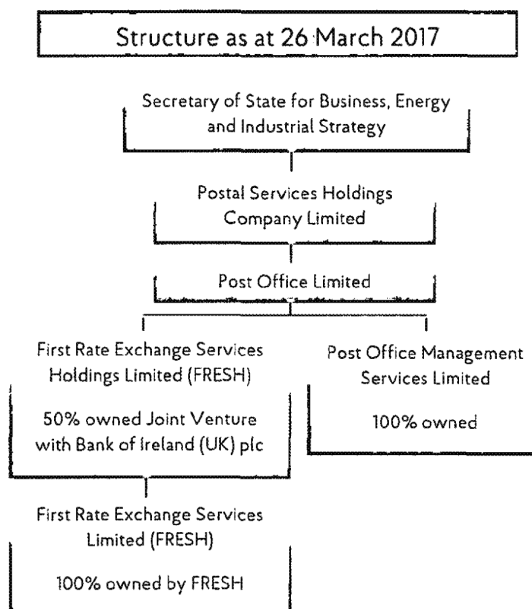 Structure as at 26 March 2017
Secretary of State for Business, Energy
and Industrial Strategy
Postal Services Holdings
Company Limited
Post Office Limited
First Rate Exchange Services
Holdings Limited (FRESH)
50% owned Joint Venture
with Bank of Ireland (UK) plc
Post Office Management
Services Limited
100% owned
First Rate Exchange Services
Limited (FRESH)
100% owned by FRESH